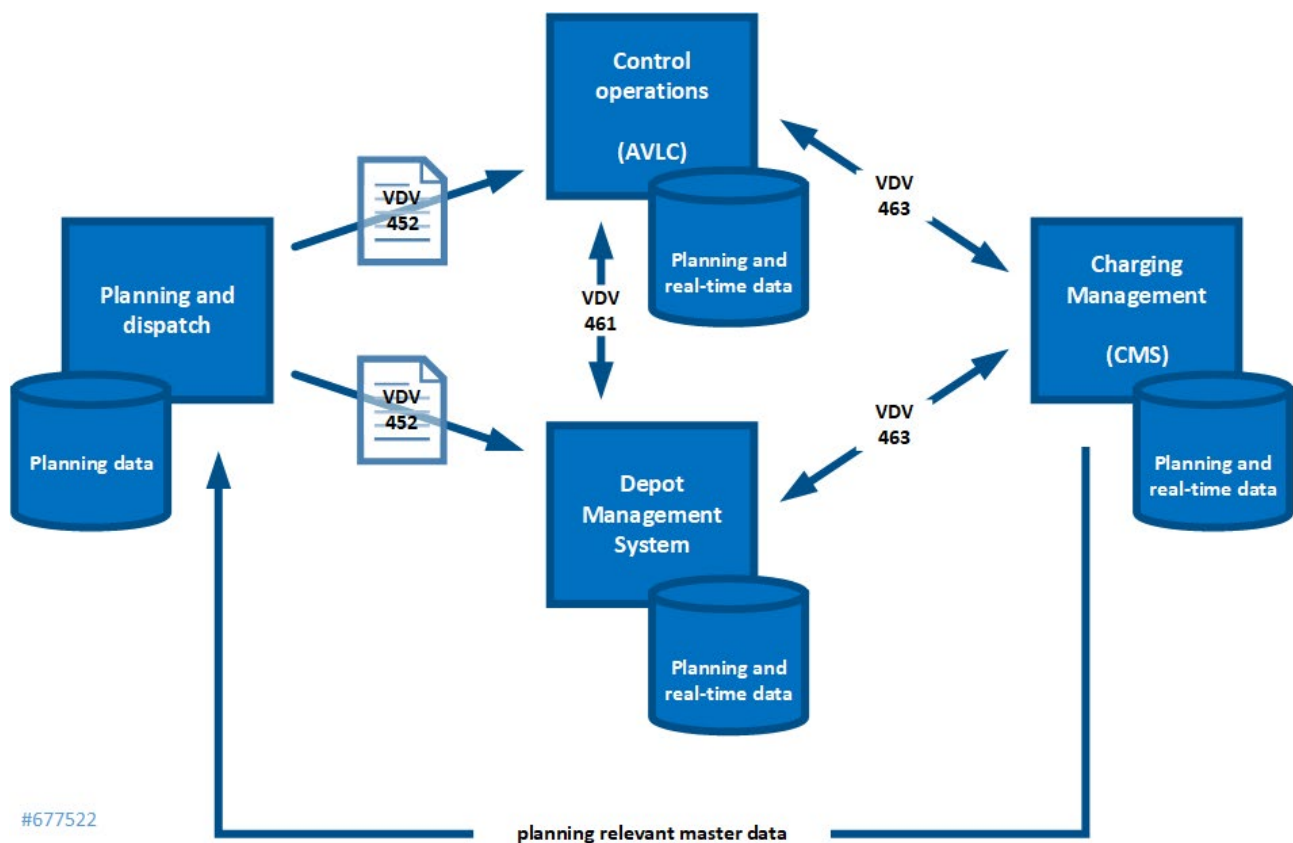 Control
operations
(AVLC)
Planning and
real-time data
VDV
452
VDV
463
Planning and
dispatch
Planning data
VDV
461
Charging
Management
(CMS)
Planning and
real-time data
VDV
452
VDV
463
Depot
Management
System
Planning and
real-time data
#677522
planning relevant master data